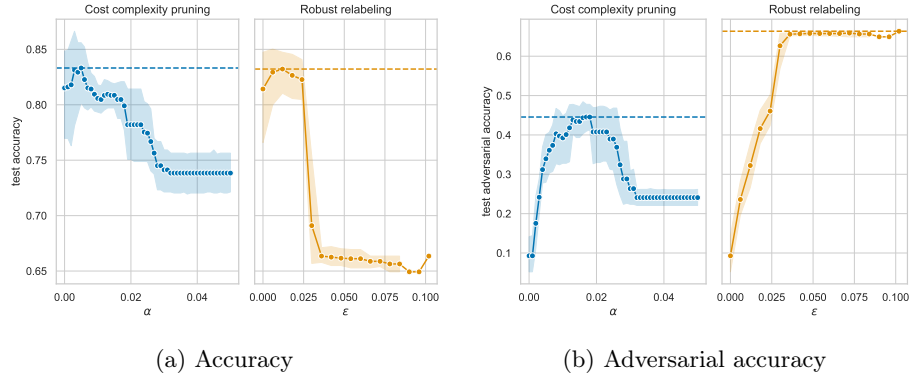 Cost complexity pruning
Robust relabeling
test accuracy
0.85
0.80
0.75
0.70
0.65
0.00
0.02
0.04
α
0.000
0.025
0.050
0.075
0.100
ε
(a) Accuracy
Cost complexity pruning
Robust relabeling
test adversarial accuracy
0.6
0.5
0.4
0.3
0.2
0.1
0.00
0.02
0.04
α
0.000
0.025
0.050
0.075
0.100
ε
(b) Adversarial accuracy